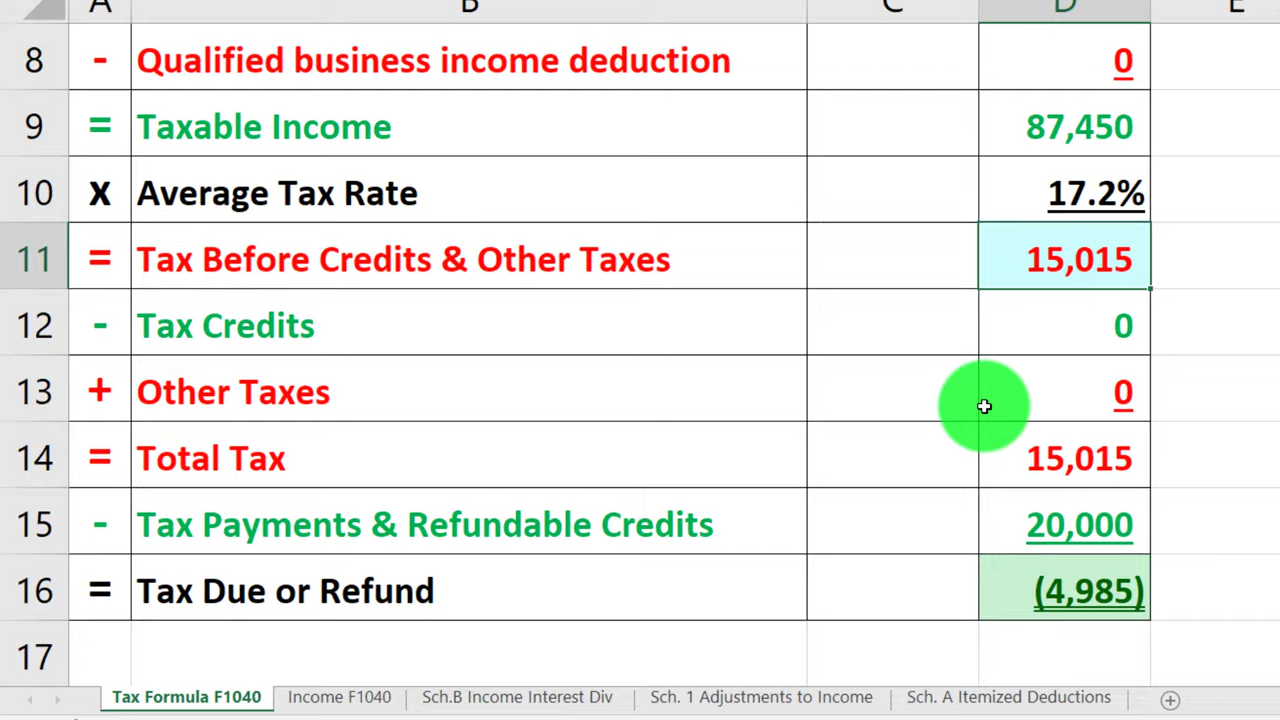 A B C D E
8 - Qualified business income deduction 0
9 = Taxable Income 87,450
10 x Average Tax Rate 17.2%
11 = Tax Before Credits & Other Taxes 15,015
12 - Tax Credits 0
13 + Other Taxes 0
14 = Total Tax 15,015
15 - Tax Payments & Refundable Credits 20,000
16 = Tax Due or Refund (4,985)
17
Tax Formula F1040 Income F1040 Sch.B Income Interest Div Sch. 1 Adjustments to Income Sch. A Itemized Deductions